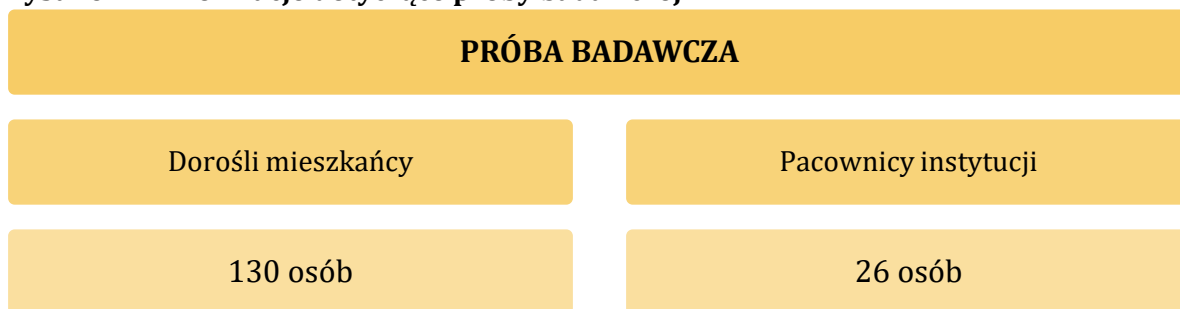 PRÓBA BADAWCZA
Dorośli mieszkańcy
Pacownicy instytucji
130 osób
26 osób